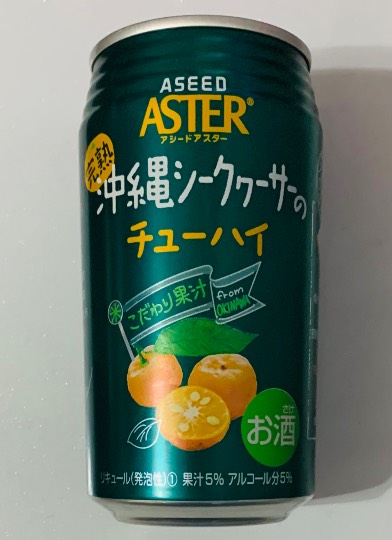 ASEED
ASTER®
アシードアスター
完熟
沖縄シークヮーサーの
チューハイ
こだわり果汁
from
OKINAWA
さけ
お酒
リキュール(発泡性)① 果汁5% アルコール分5%